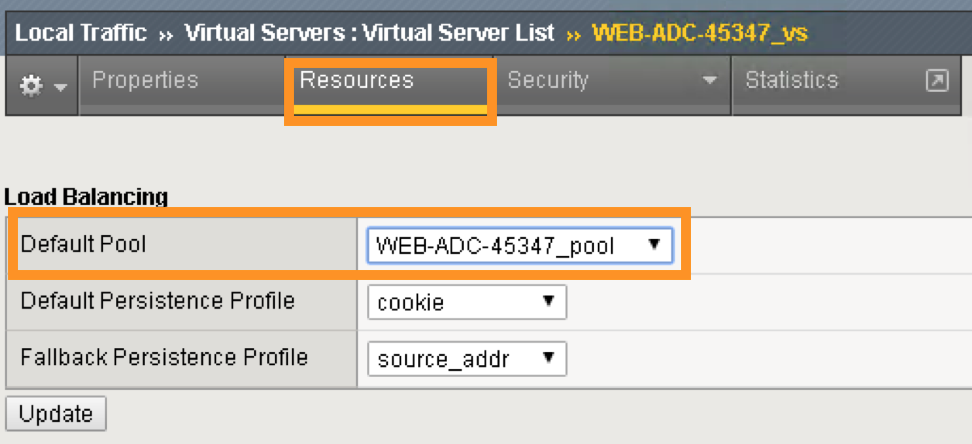 Local Traffic » Virtual Servers : Virtual Server List » WEB-ADC-45347_vs
Properties Resources Security Statistics
Load Balancing
Default Pool WEB-ADC-45347_pool
Default Persistence Profile cookie
Fallback Persistence Profile source_addr
Update